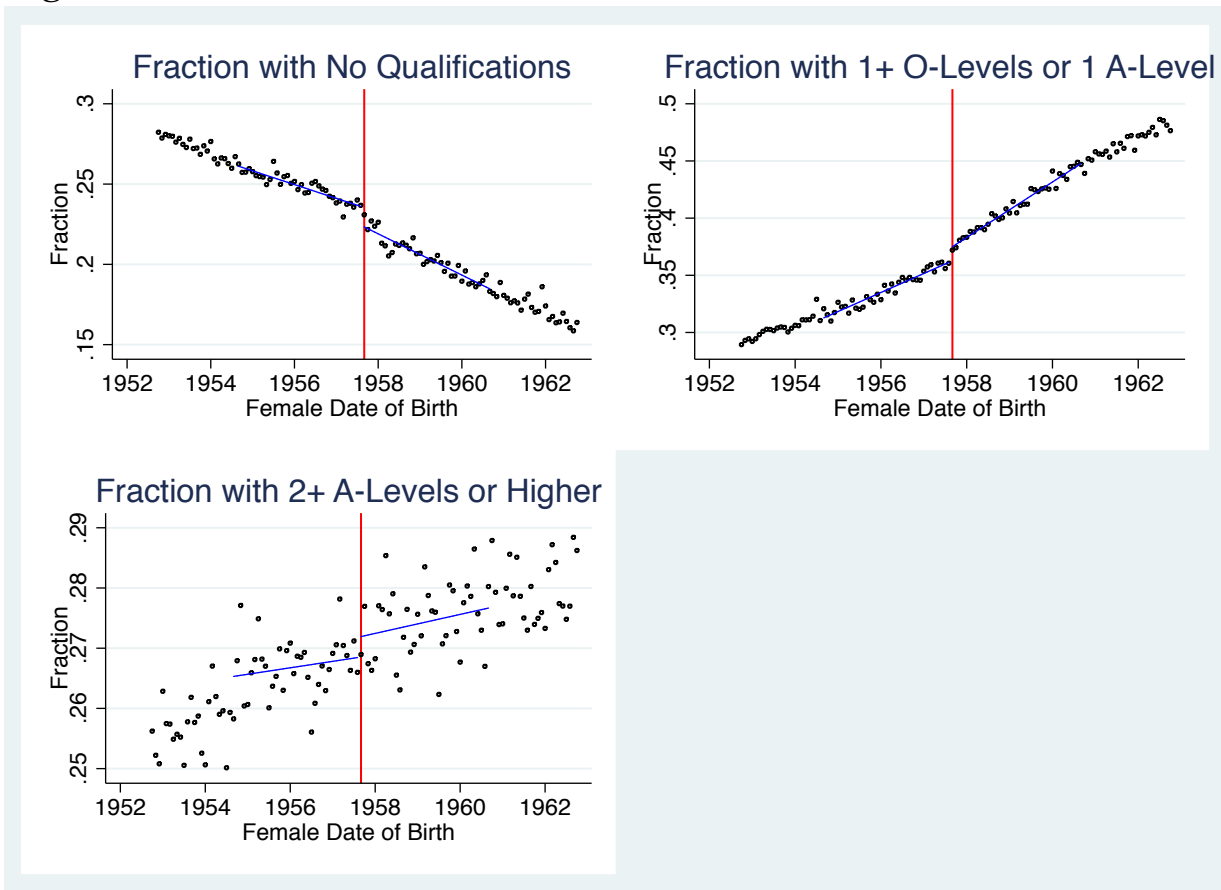 Fraction with No Qualifications
Fraction
.3
.25
.2
.15
1952 1954 1956 1958 1960 1962
Female Date of Birth
Fraction with 1+ O-Levels or 1 A-Level
Fraction
.5
.45
.4
.35
.3
1952 1954 1956 1958 1960 1962
Female Date of Birth
Fraction with 2+ A-Levels or Higher
Fraction
.29
.28
.27
.26
.25
1952 1954 1956 1958 1960 1962
Female Date of Birth